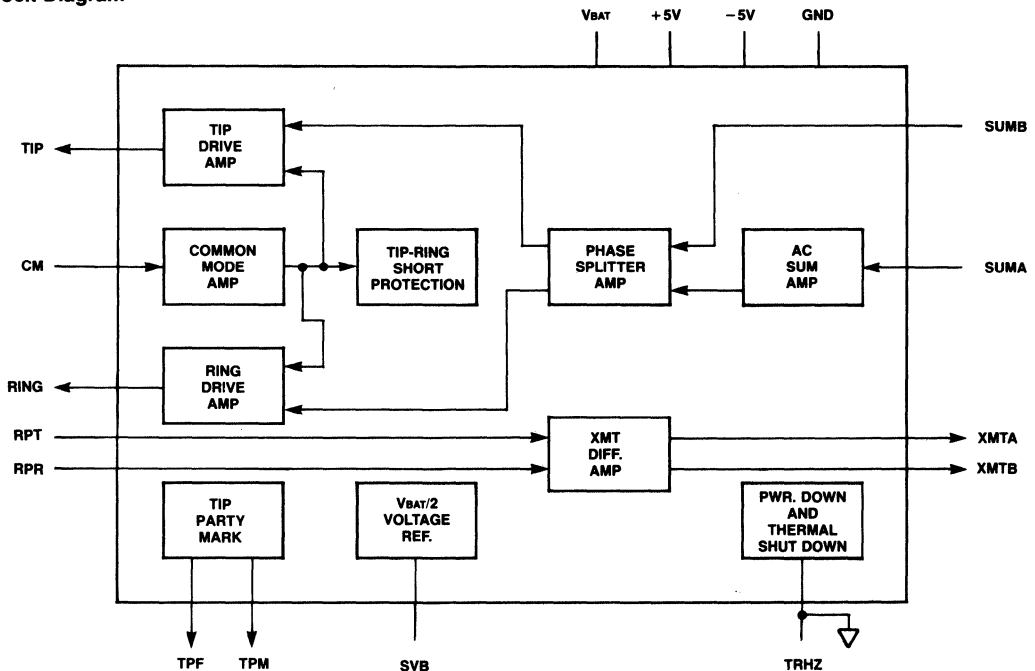 VBAT +5V −5V GND
TIP
DRIVE
AMP
TIP
SUMB
COMMON
MODE
AMP
CM
TIP-RING
SHORT
PROTECTION
PHASE
SPLITTER
AMP
AC
SUM
AMP
SUMA
RING
DRIVE
AMP
RING
RPT
RPR
XMT
DIFF.
AMP
XMTA
XMTB
TIP
PARTY
MARK
VBAT/2
VOLTAGE
REF.
PWR. DOWN
AND
THERMAL
SHUT DOWN
TPF TPM SVB TRHZ